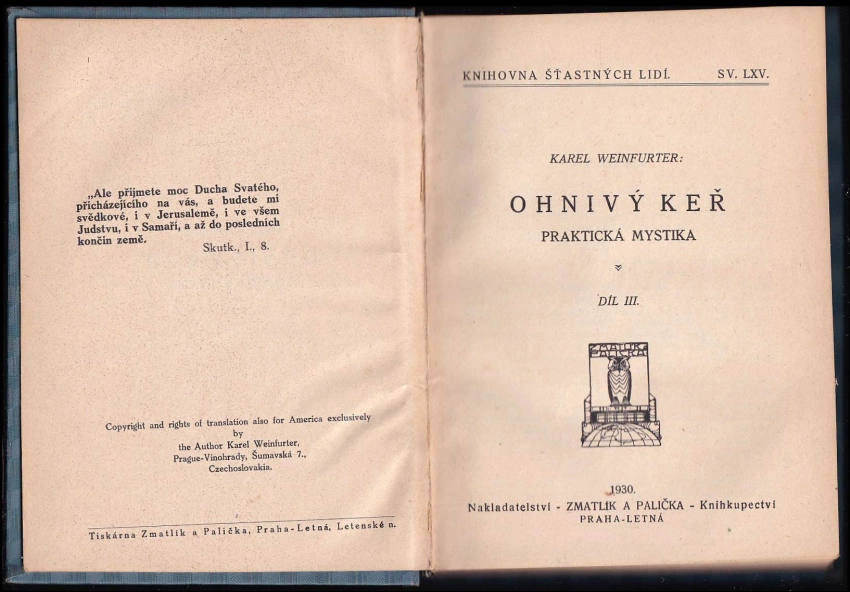 „Ale přijmete moc Ducha Svatého,
přicházejícího na vás, a budete mi
svědkové, i v Jerusalemě, i ve všem
Judstvu, i v Samaří, a až do posledních
končin země.
Skutk., I., 8.
Copyright and rights of translation also for America exclusively
by
the Author Karel Weinfurter,
Prague-Vinohrady, Šumavská 7.,
Czechoslovakia.
Tiskárna Zmatlík a Palička, Praha-Letná, Letenské n.
KNIHOVNA ŠŤASTNÝCH LIDÍ. SV. LXV.
KAREL WEINFURTER:
OHNIVÝ KEŘ
PRAKTICKÁ MYSTIKA
DÍL III.
ZMATLÍK A
PALIČKA
1930.
Nakladatelství - ZMATLÍK A PALIČKA - Knihkupectví
PRAHA-LETNÁ